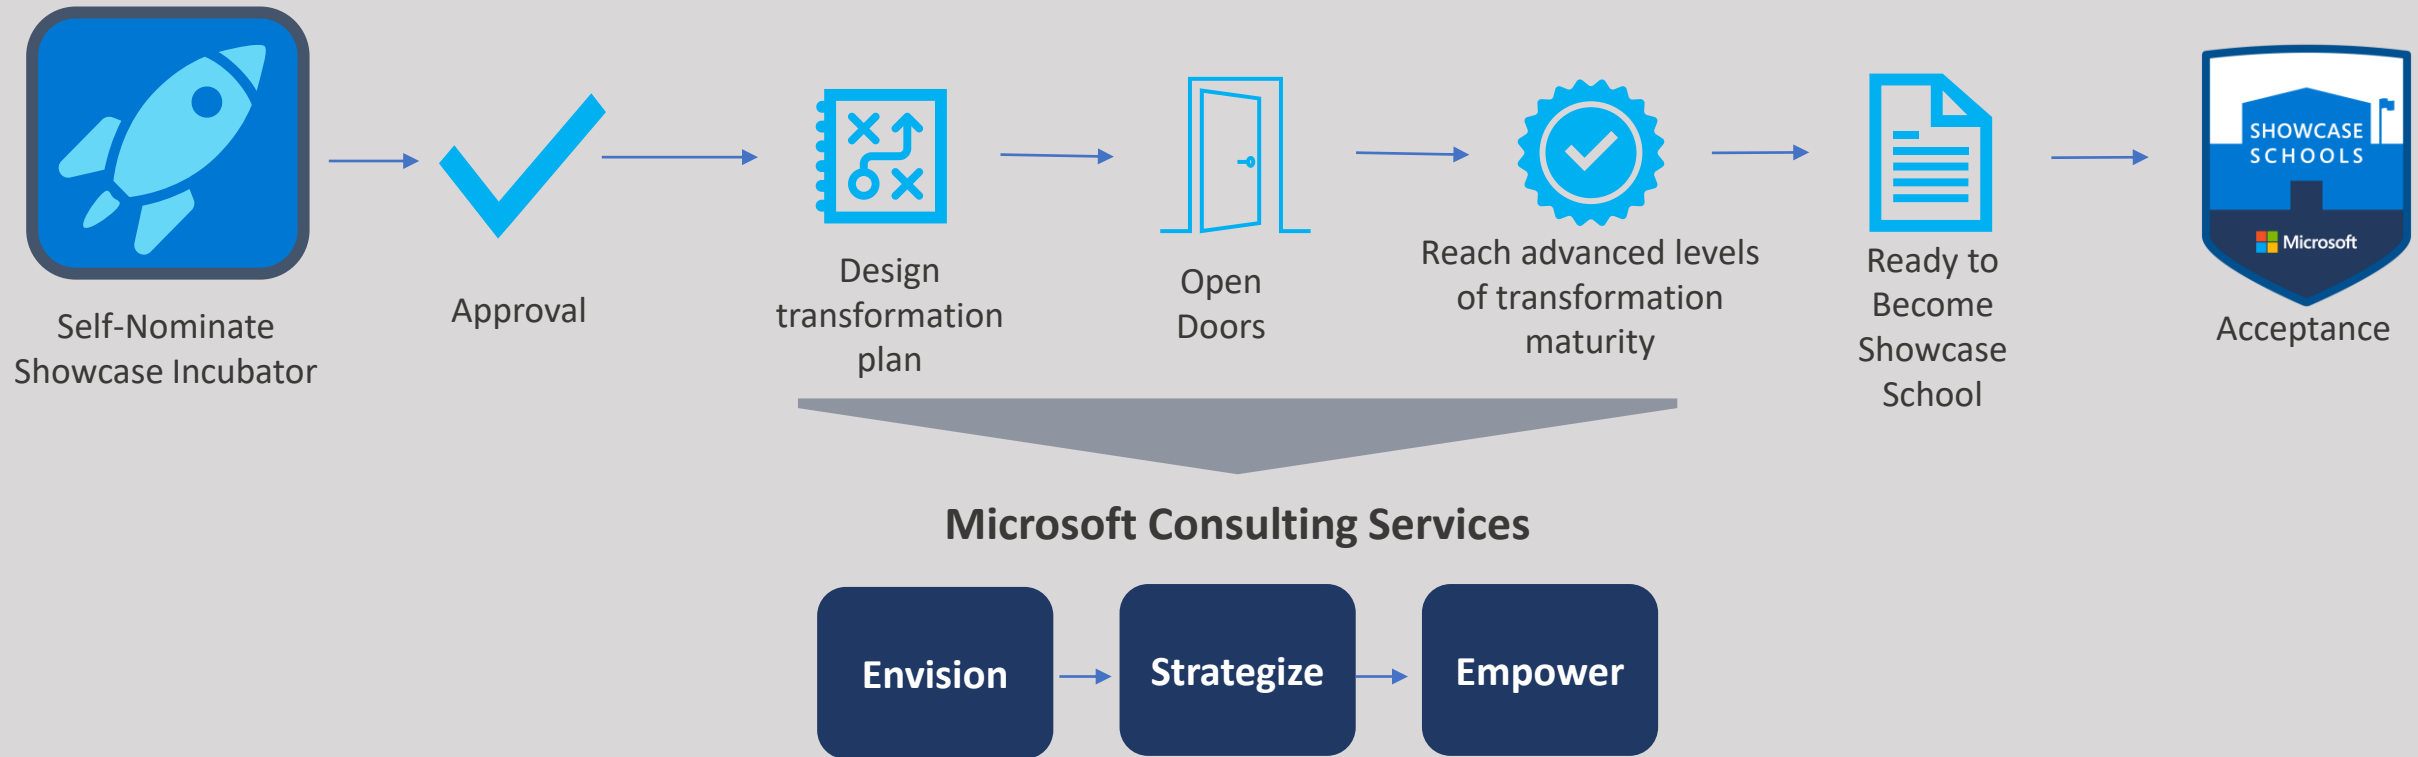 Self-Nominate
Showcase Incubator
Approval
Design
transformation
plan
Open
Doors
Reach advanced levels
of transformation
maturity
Ready to
Become
Showcase
School
SHOWCASE
SCHOOLS
Microsoft
Acceptance
Microsoft Consulting Services
Envision
Strategize
Empower